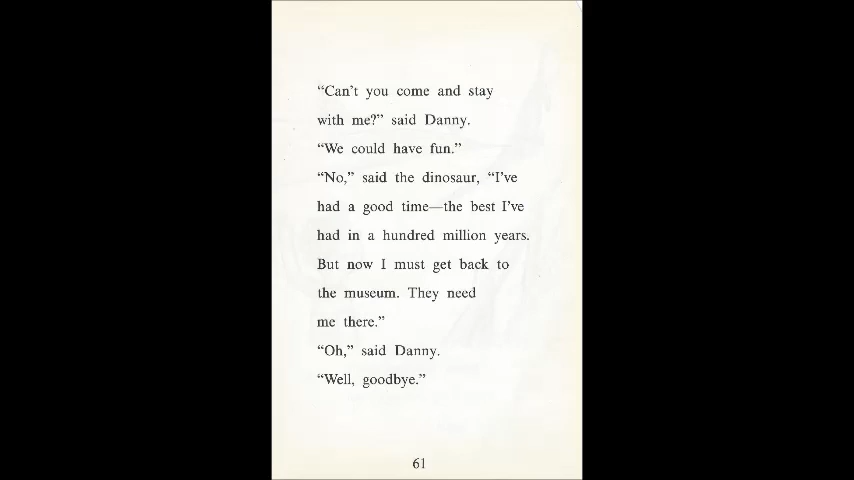 “Can’t you come and stay
with me?” said Danny.
“We could have fun.”
“No,” said the dinosaur, “I’ve
had a good time—the best I’ve
had in a hundred million years.
But now I must get back to
the museum. They need
me there.”
“Oh,” said Danny.
“Well, goodbye.”
61